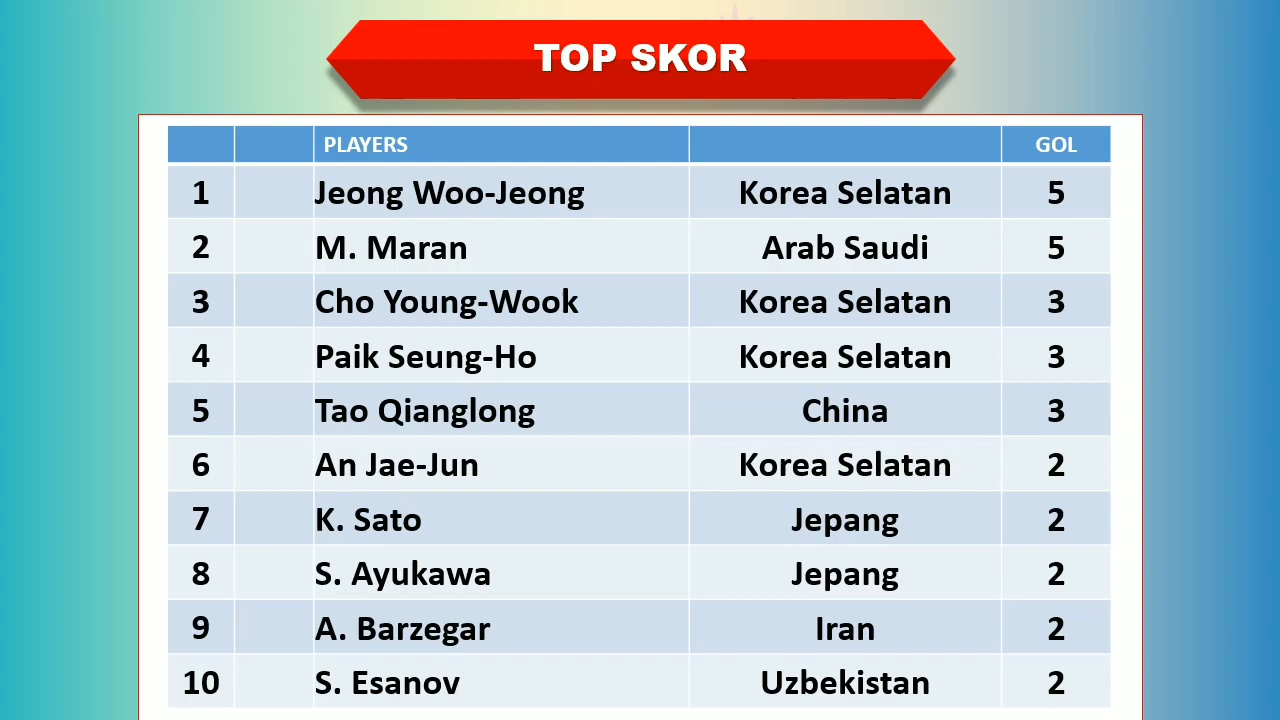 TOP SKOR
PLAYERS GOL
1 Jeong Woo-Jeong Korea Selatan 5
2 M. Maran Arab Saudi 5
3 Cho Young-Wook Korea Selatan 3
4 Paik Seung-Ho Korea Selatan 3
5 Tao Qianglong China 3
6 An Jae-Jun Korea Selatan 2
7 K. Sato Jepang 2
8 S. Ayukawa Jepang 2
9 A. Barzegar Iran 2
10 S. Esanov Uzbekistan 2